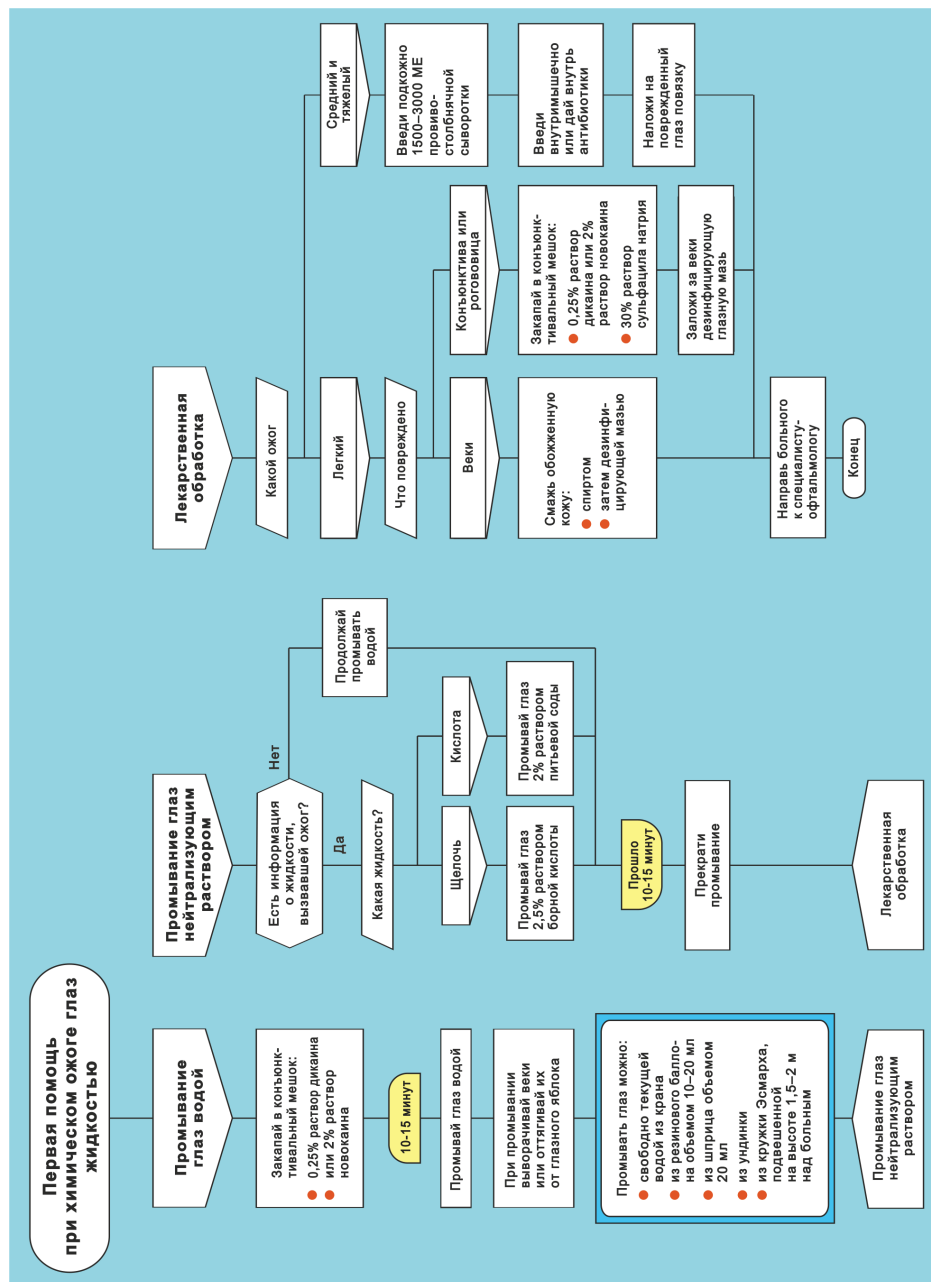 Первая помощь
при химическом ожоге глаз
жидкостью
Промывание
глаз водой
Закапай в конъюнк-
тивальный мешок:
0,25% раствор дикаина
или 2% раствор
новокаина
10-15 минут
Промывай глаз водой
При промывании
выворачивай веки
или оттягивай их
от глазного яблока
Промывать глаз можно:
свободно текущей
водой из крана
из резинового балло-
на объемом 10–20 мл
из шприца объемом
20 мл
из ундинки
из кружки Эсмарха,
подвешенной
на высоте 1,5–2 м
над больным
Промывание глаз
нейтрализующим
раствором
Промывание глаз
нейтрализующим
раствором
Есть информация
о жидкости,
вызвавшей ожог?
Нет
Да
Какая жидкость?
Щелочь
Кислота
Промывай глаз
2,5% раствором
борной кислоты
Промывай глаз
2% раствором
питьевой соды
Продолжай
промывать
водой
Прошло
10-15 минут
Прекрати
промывание
Лекарственная
обработка
Лекарственная
обработка
Какой ожог
Легкий
Средний и
тяжелый
Что повреждено
Веки
Конъюнктива или
рогововица
Смажь обожженную
кожу:
спиртом
затем дезинфи-
цирующей мазью
Закапай в конъюнк-
тивальный мешок:
0,25% раствор
дикаина или 2%
раствор новокаина
30% раствор
сульфацила натрия
Заложи за веки
дезинфицирующую
глазную мазь
Введи подкожно
1500–3000 МЕ
провиво-
столбнячной
сыворотки
Введи
внутримышечно
или дай внутрь
антибиотики
Наложи на
поврежденный
глаз повязку
Направь больного
к специалисту-
офтальмологу
Конец